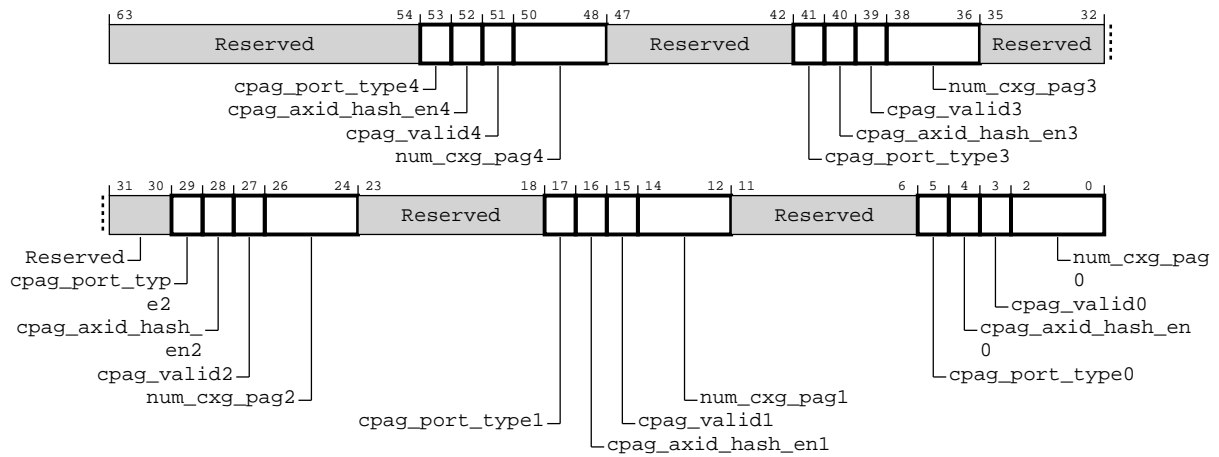 63 54 53 52 51 50 48 47 42 41 40 39 38 36 35 32
Reserved Reserved Reserved
cpag_port_type4 num_cxg_pag3
cpag_axid_hash_en4 cpag_valid3
cpag_valid4 cpag_axid_hash_en3
num_cxg_pag4 cpag_port_type3
31 30 29 28 27 26 24 23 18 17 16 15 14 12 11 6 5 4 3 2 0
Reserved Reserved
Reserved num_cxg_pag
cpag_port_typ 0
e2 cpag_valid0
cpag_axid_hash_ cpag_axid_hash_en
en2 0
cpag_valid2 cpag_port_type0
num_cxg_pag2 num_cxg_pag1
cpag_port_type1 cpag_valid1
cpag_axid_hash_en1